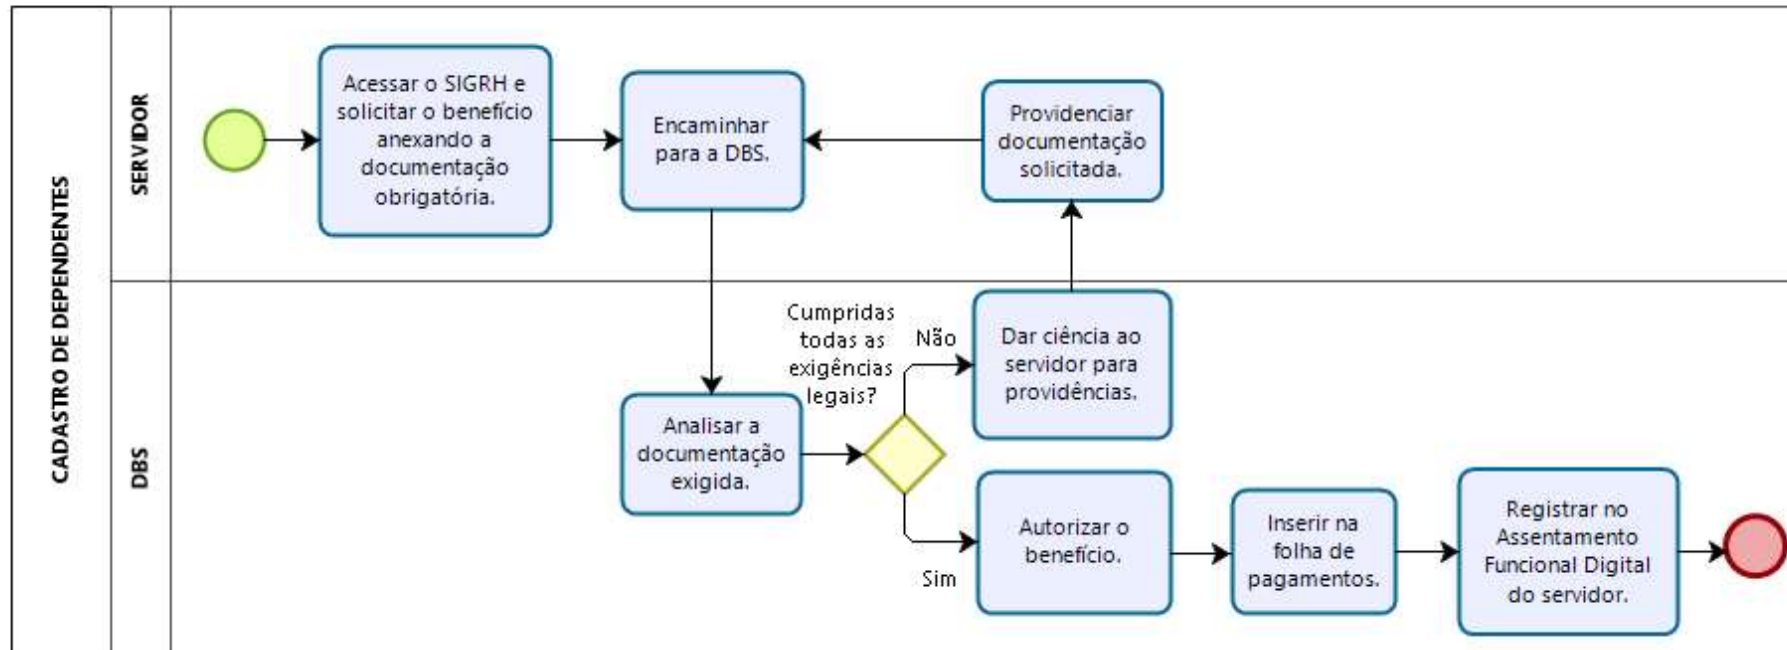 CADASTRO DE DEPENDENTES
SERVIDOR
Acessar o SIGRH e
solicitar o benefício
anexando a
documentação
obrigatória.
Encaminhar
para a DBS.
Providenciar
documentação
solicitada.
DBS
Analisar a
documentação
exigida.
Cumpridas
todas as
exigências
legais?
Não
Dar ciência ao
servidor para
providências.
Sim
Autorizar o
benefício.
Inserir na
folha de
pagamentos.
Registrar no
Assentamento
Funcional Digital
do servidor.